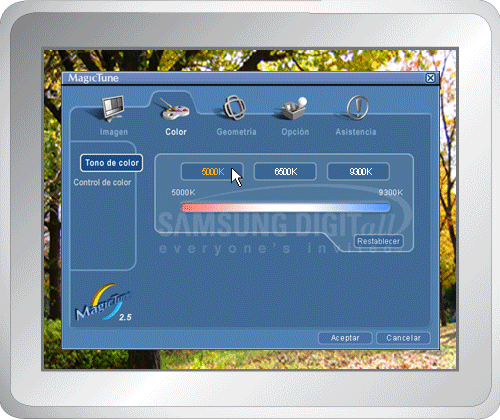 MagicTune
Imagen Color Geometría Opción Asistencia
Tono de color
Control de color
5000K 6500K 9300K
5000K 9300K
SAMSUNG DIGITall
everyone's invited
Restablecer
MagicTune 2.5
Aceptar Cancelar